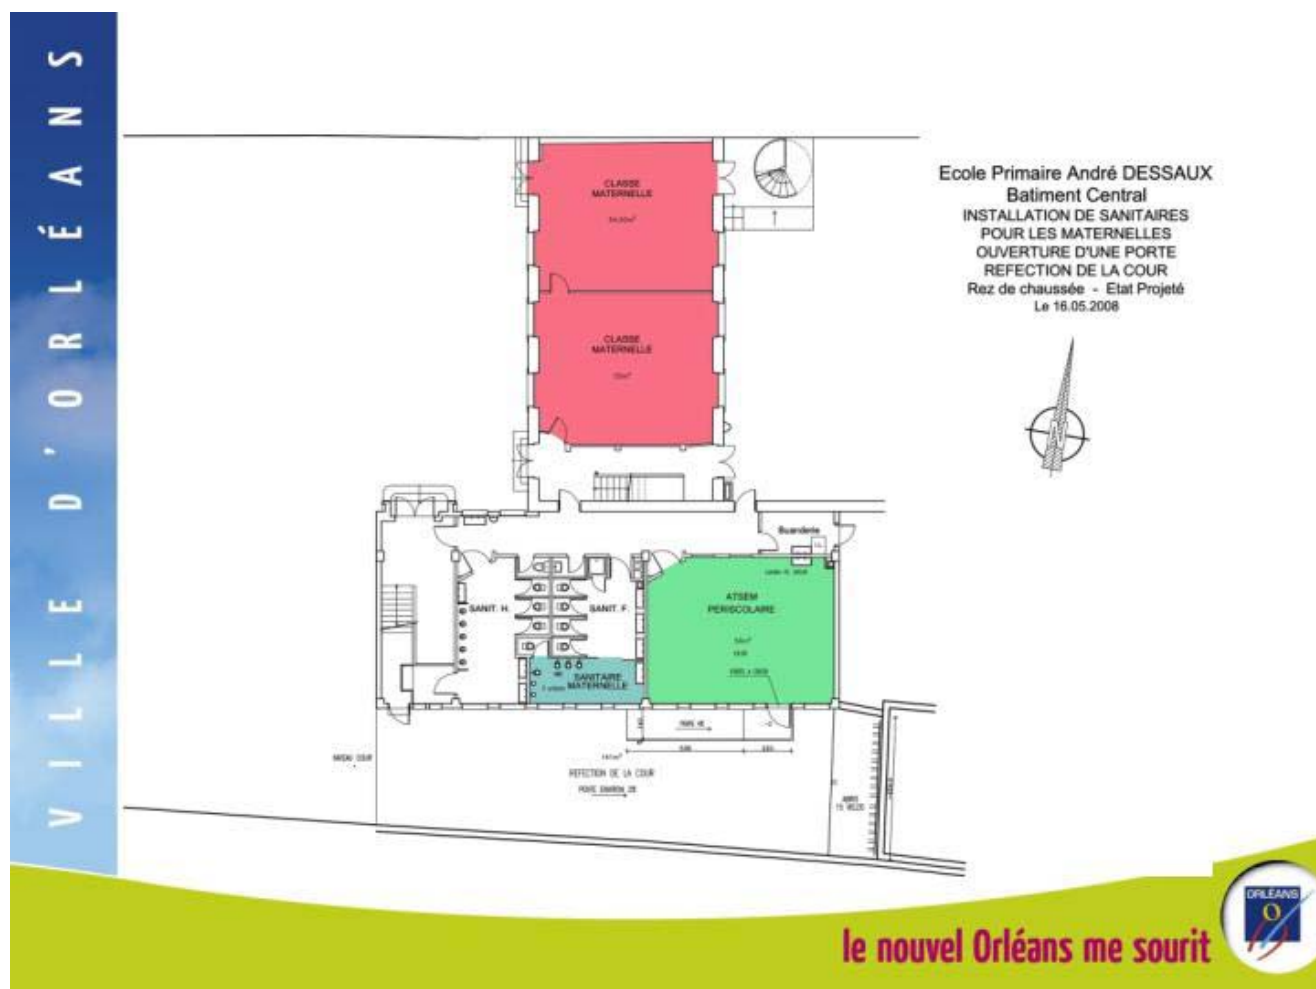 VILLE D'ORLÉANS
Ecole Primaire André DESSAUX
Batiment Central
INSTALLATION DE SANITAIRES
POUR LES MATERNELLES
OUVERTURE D'UNE PORTE
REFECTION DE LA COUR
Rez de chaussée - Etat Projeté
Le 16.05.2008
CLASSE
MATERNELLE
CLASSE
MATERNELLE
Buanderie
SANIT. H.
SANIT. F.
ATSEM
PERISCOLAIRE
SANITAIRE
MATERNELLE
NIVEAU COUR
REFECTION DE LA COUR
le nouvel Orléans me sourit
ORLÉANS